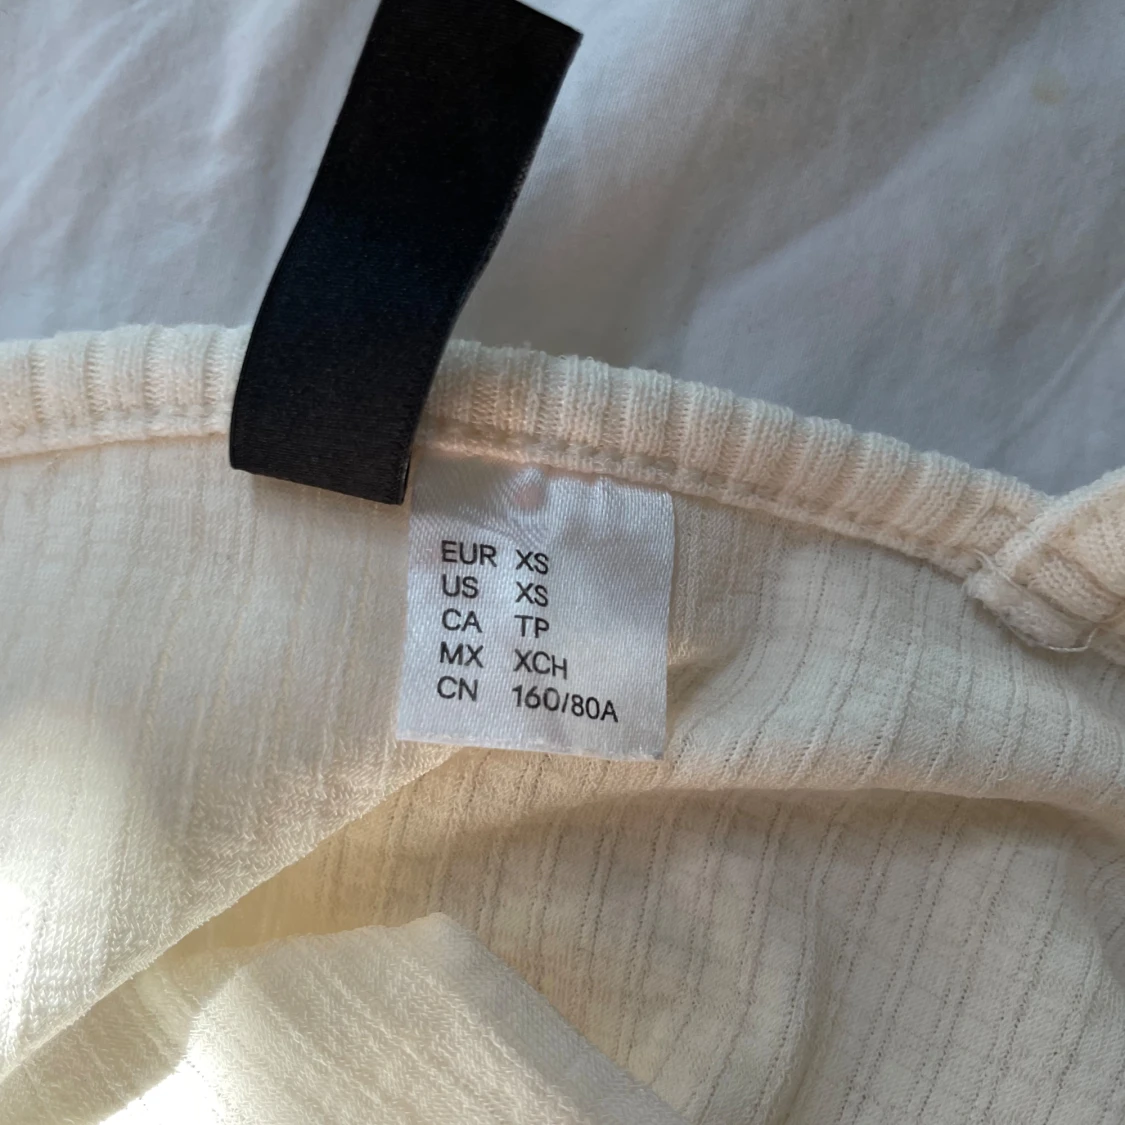 EUR XS
US XS
CA TP
MX XCH
CN 160/80A